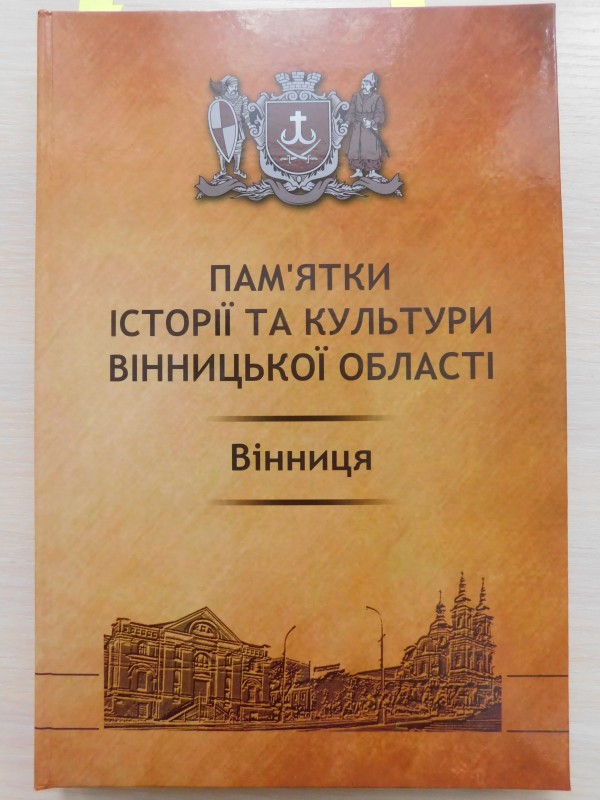 ПАМ'ЯТКИ
ІСТОРІЇ ТА КУЛЬТУРИ
ВІННИЦЬКОЇ ОБЛАСТІ
Вінниця